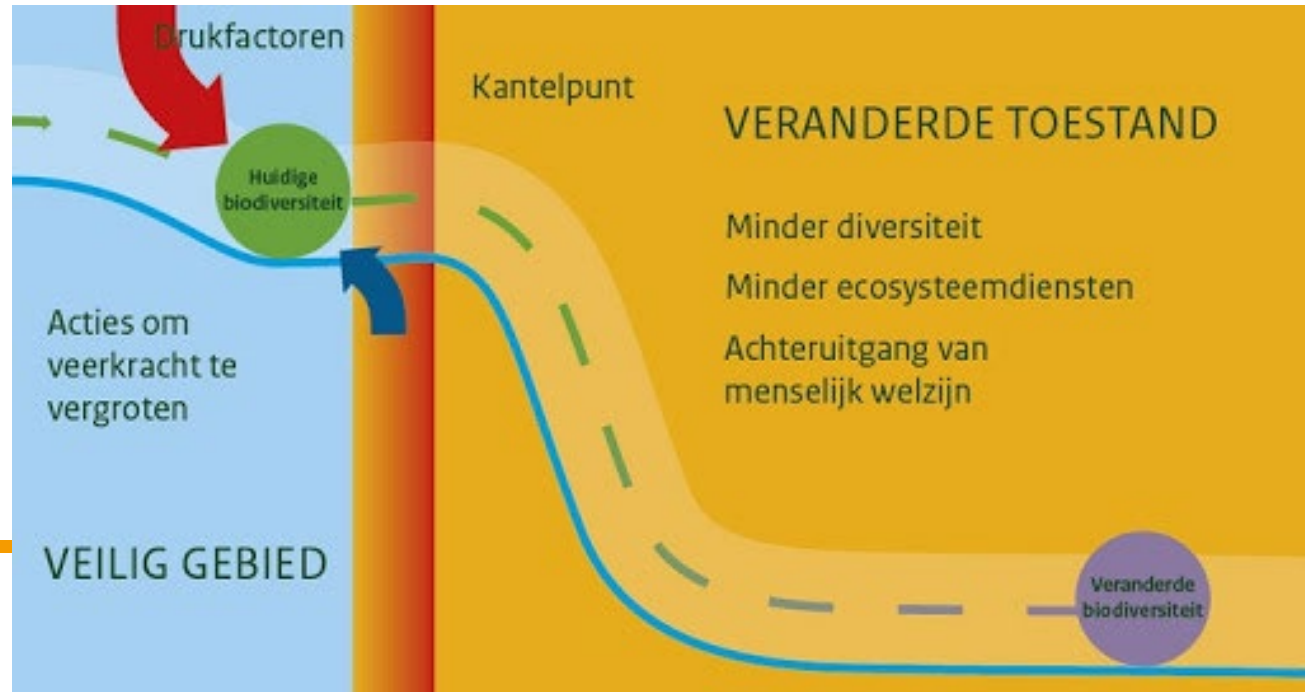 Drukfactoren
Kantelpunt
VERANDERDE TOESTAND
Huidige
biodiversiteit
Minder diversiteit
Minder ecosysteemdiensten
Achteruitgang van
menselijk welzijn
Acties om
veerkracht te
vergroten
VEILIG GEBIED
Veranderde
biodiversiteit